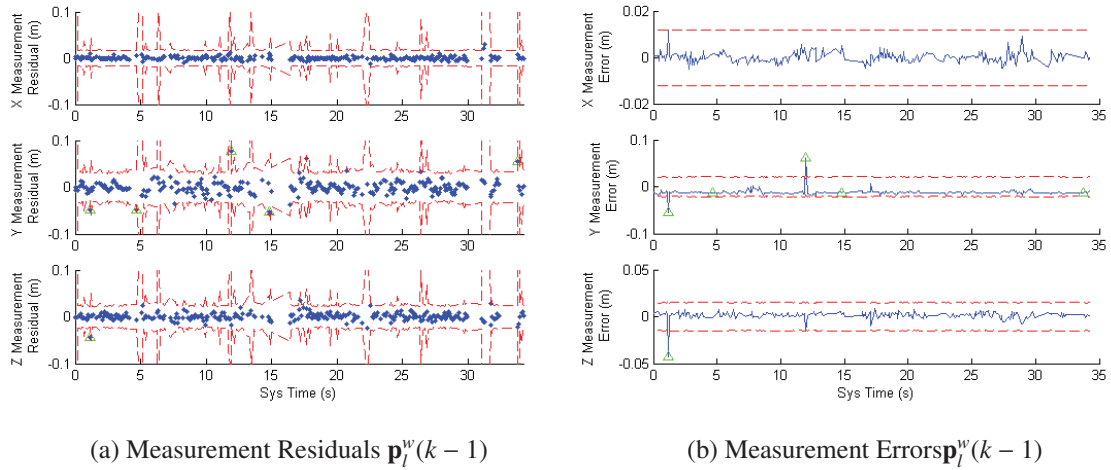 X Measurement
Residual (m)
0.1
0
-0.1
0 5 10 15 20 25 30
Y Measurement
Residual (m)
0.1
0
-0.1
0 5 10 15 20 25 30
Z Measurement
Residual (m)
0.1
0
-0.1
0 5 10 15 20 25 30
Sys Time (s)
(a) Measurement Residuals p_l^w(k − 1)
X Measurement
Error (m)
0.02
0
-0.02
0 5 10 15 20 25 30 35
Y Measurement
Error (m)
0.1
0
-0.1
0 5 10 15 20 25 30 35
Z Measurement
Error (m)
0.05
0
-0.05
0 5 10 15 20 25 30 35
Sys Time (s)
(b) Measurement Errorsp_l^w(k − 1)